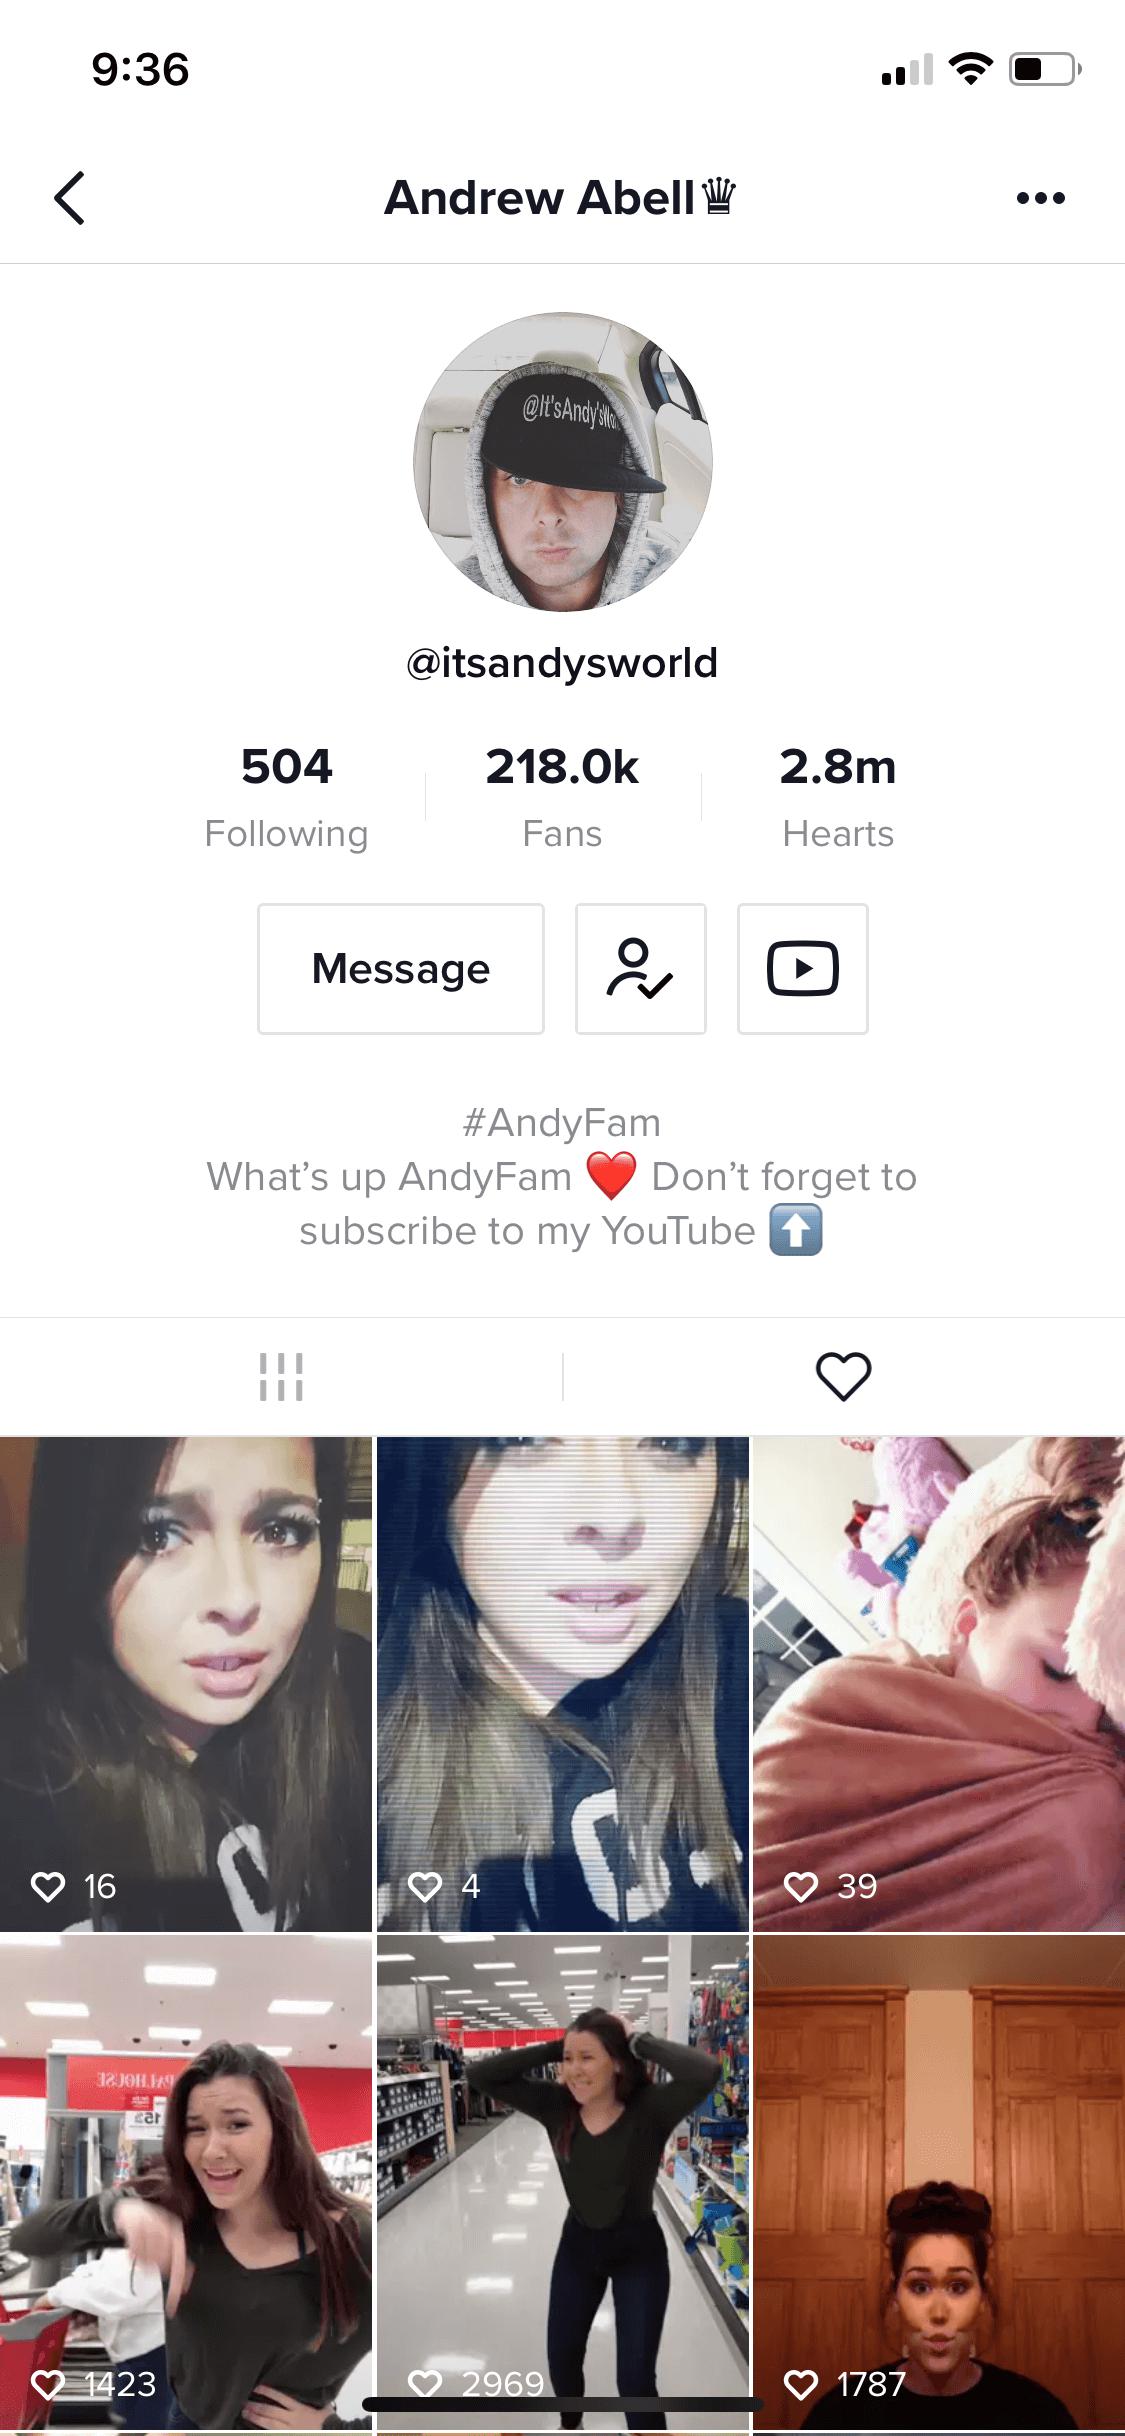 9:36
Andrew Abell♛
@It'sAndy'sWo
@itsandysworld
504
218.0k
2.8m
Following
Fans
Hearts
Message
#AndyFam
What's up AndyFam ❤️ Don't forget to
subscribe to my YouTube ⬆️
16
4
39
1423
2969
1787